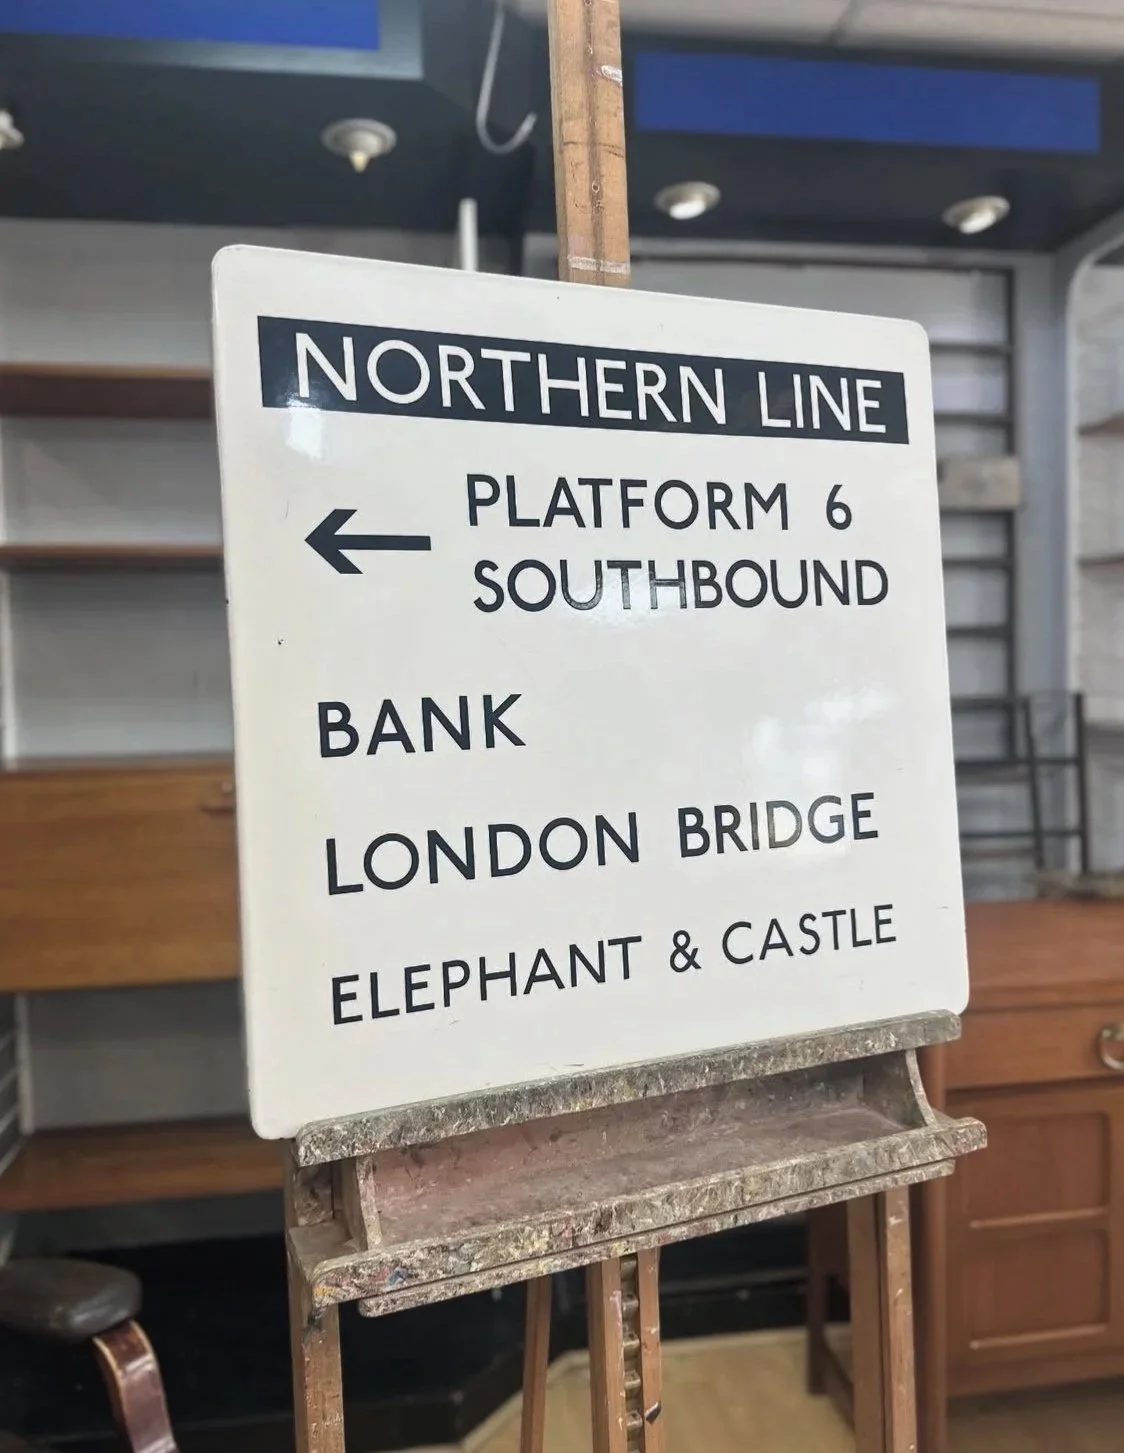 NORTHERN LINE
PLATFORM 6
SOUTHBOUND
BANK
LONDON BRIDGE
ELEPHANT & CASTLE